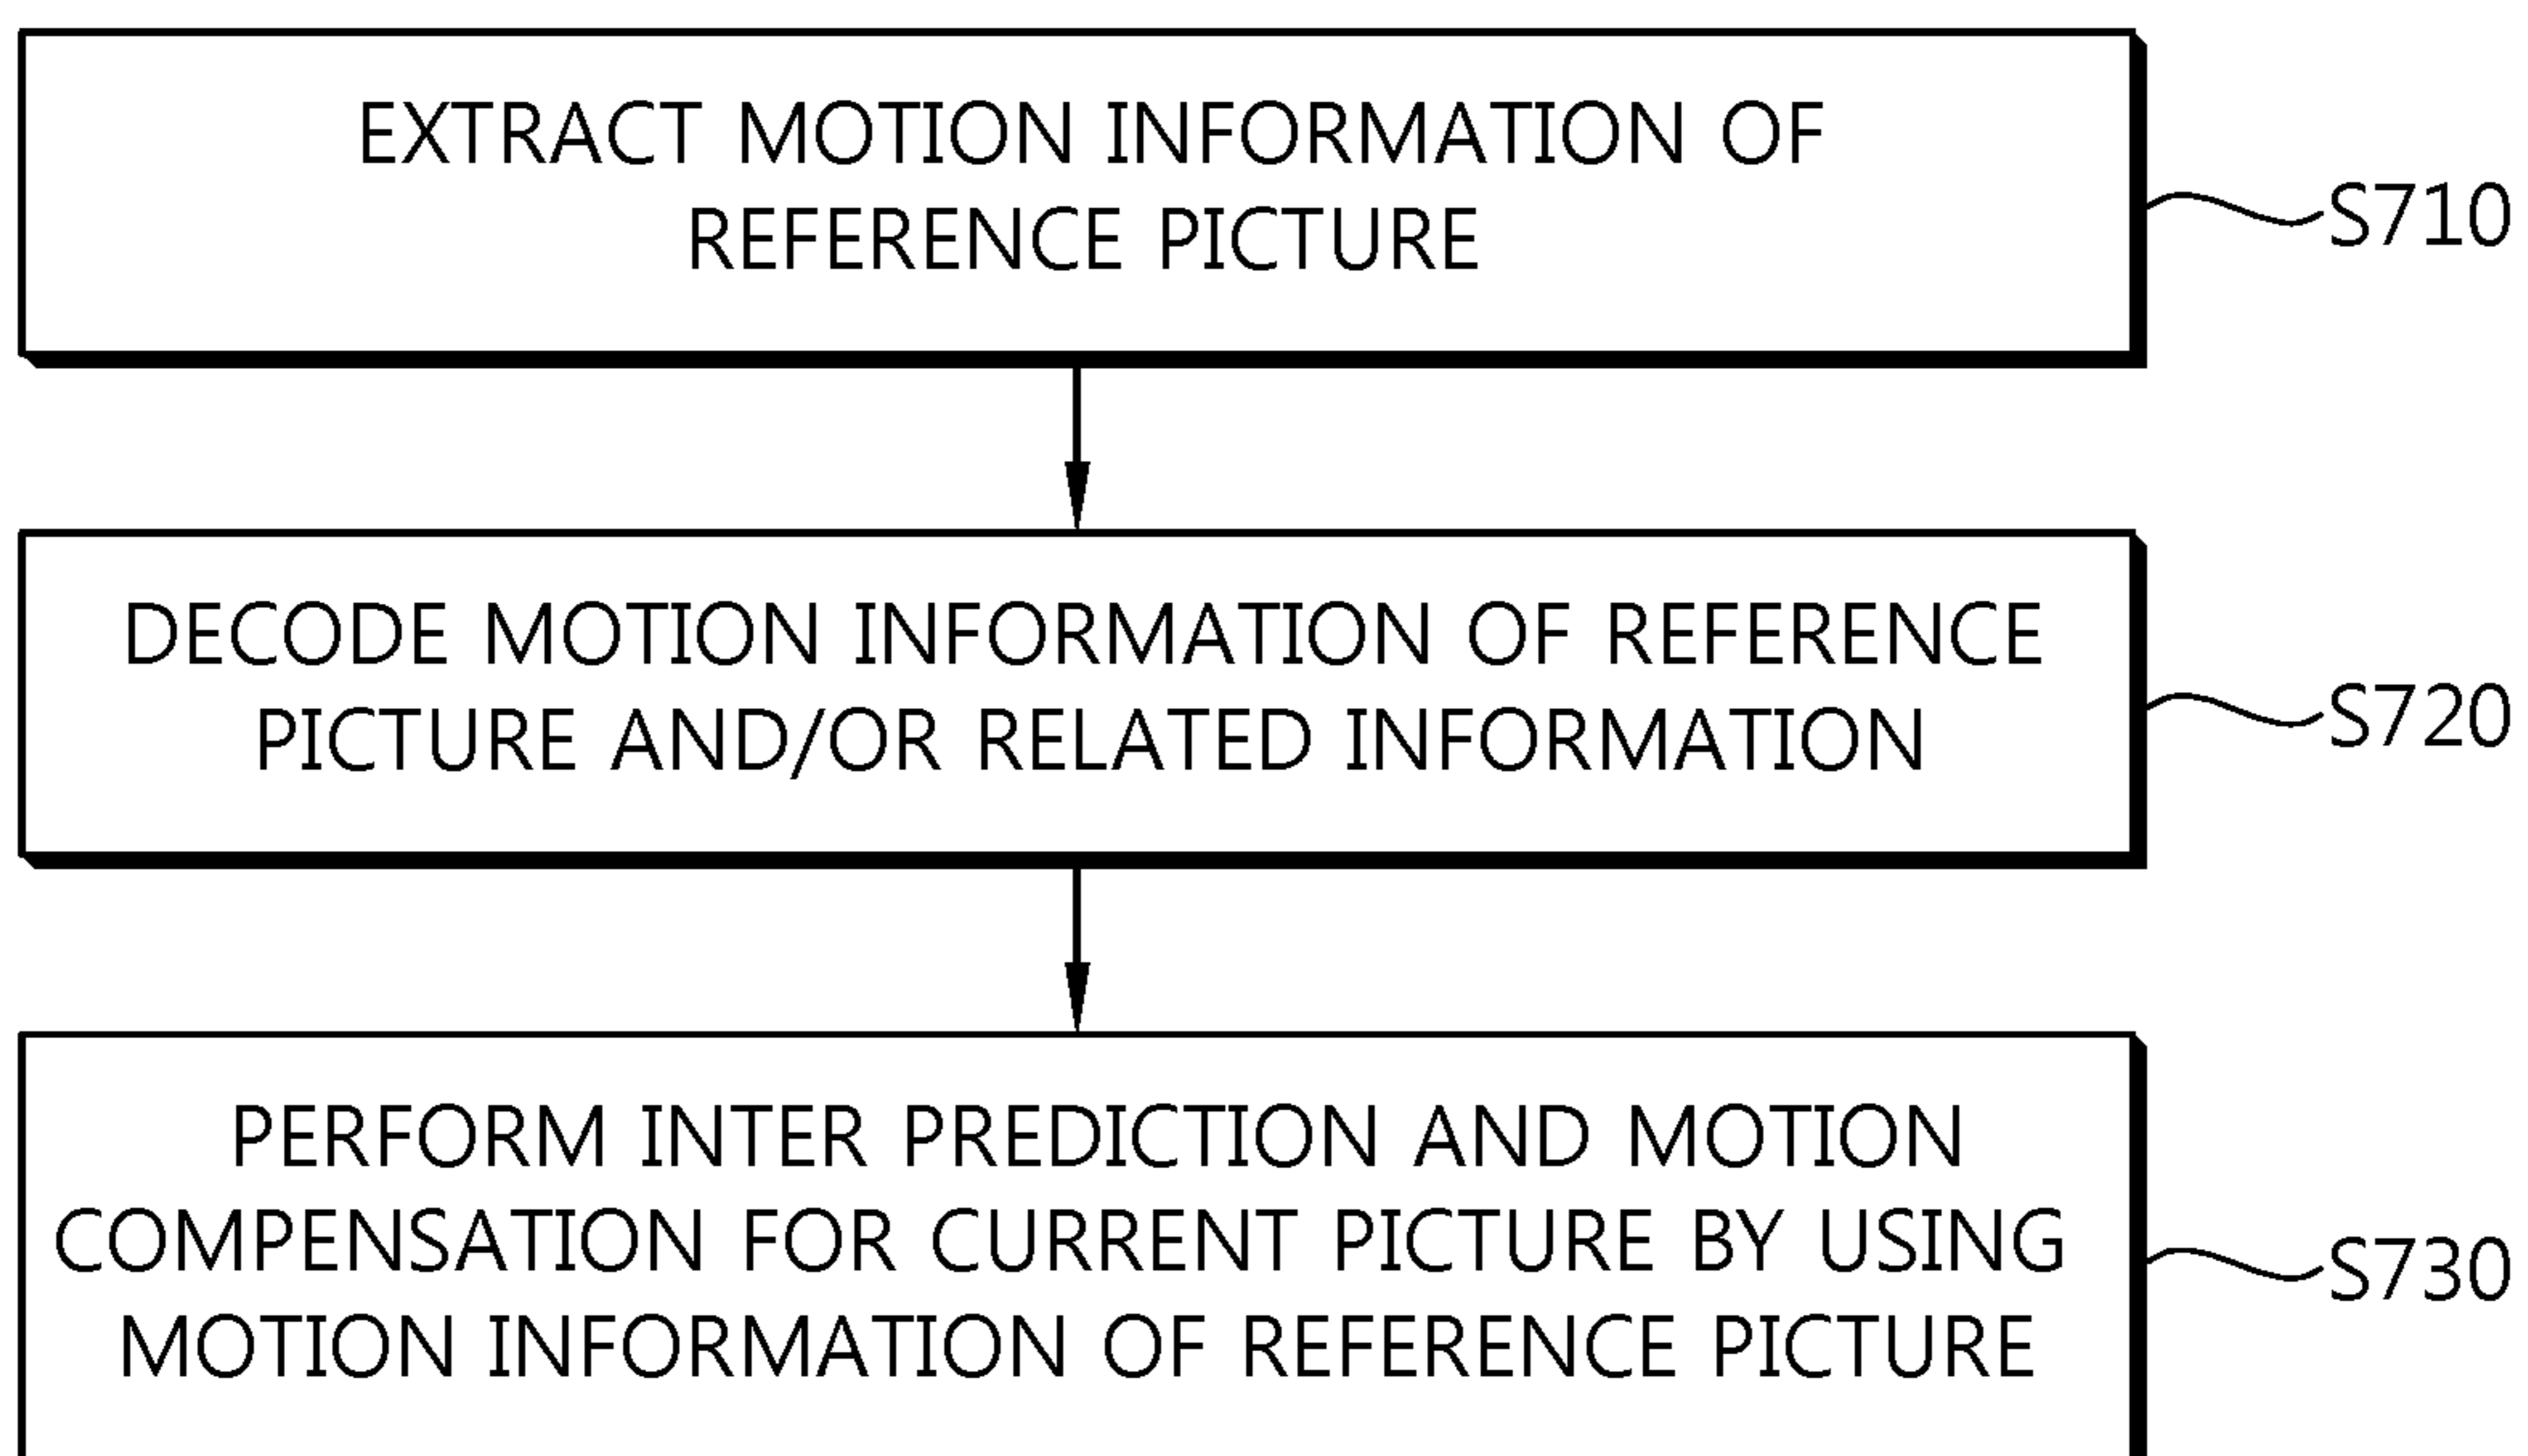 EXTRACT MOTION INFORMATION OF
REFERENCE PICTURE
S710
DECODE MOTION INFORMATION OF REFERENCE
PICTURE AND/OR RELATED INFORMATION
S720
PERFORM INTER PREDICTION AND MOTION
COMPENSATION FOR CURRENT PICTURE BY USING
MOTION INFORMATION OF REFERENCE PICTURE
S730